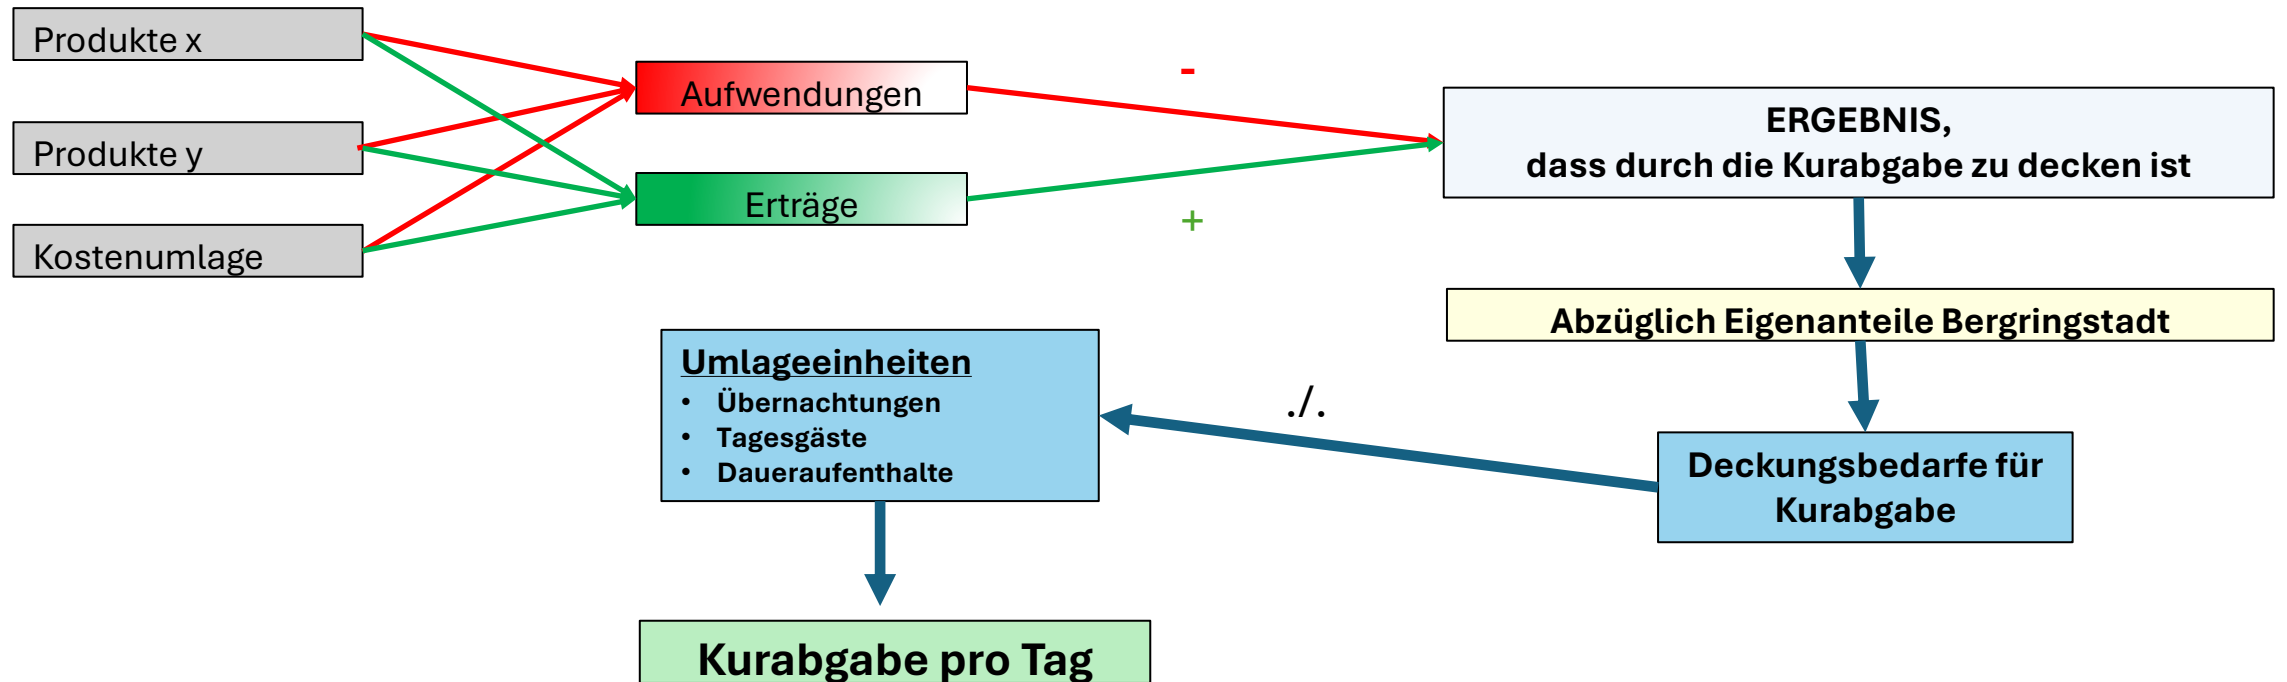 Produkte x
Produkte y
Kostenumlage
Aufwendungen
Erträge
-
+
ERGEBNIS,
dass durch die Kurabgabe zu decken ist
Abzüglich Eigenanteile Bergringstadt
Deckungsbedarfe für
Kurabgabe
./.
Umlageeinheiten
• Übernachtungen
• Tagesgäste
• Daueraufenthalte
Kurabgabe pro Tag